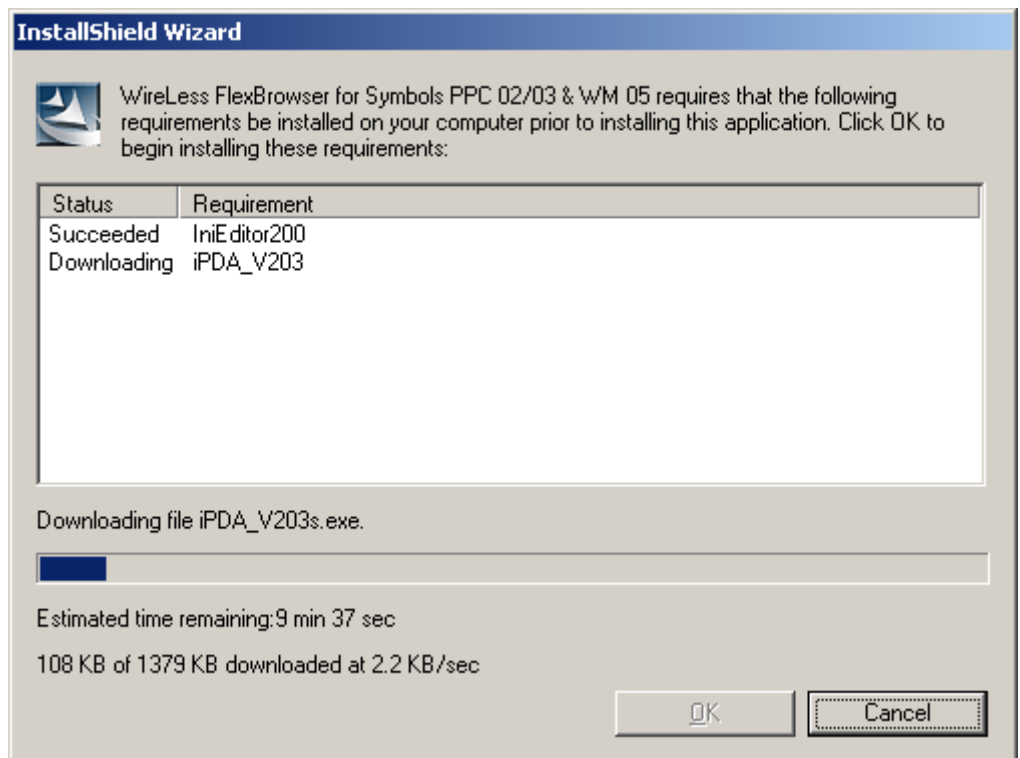 InstallShield Wizard
WireLess FlexBrowser for Symbols PPC 02/03 & WM 05 requires that the following
requirements be installed on your computer prior to installing this application. Click OK to
begin installing these requirements:
Status Requirement
Succeeded IniEditor200
Downloading iPDA_V203
Downloading file iPDA_V203s.exe.
Estimated time remaining:9 min 37 sec
108 KB of 1379 KB downloaded at 2.2 KB/sec
OK Cancel